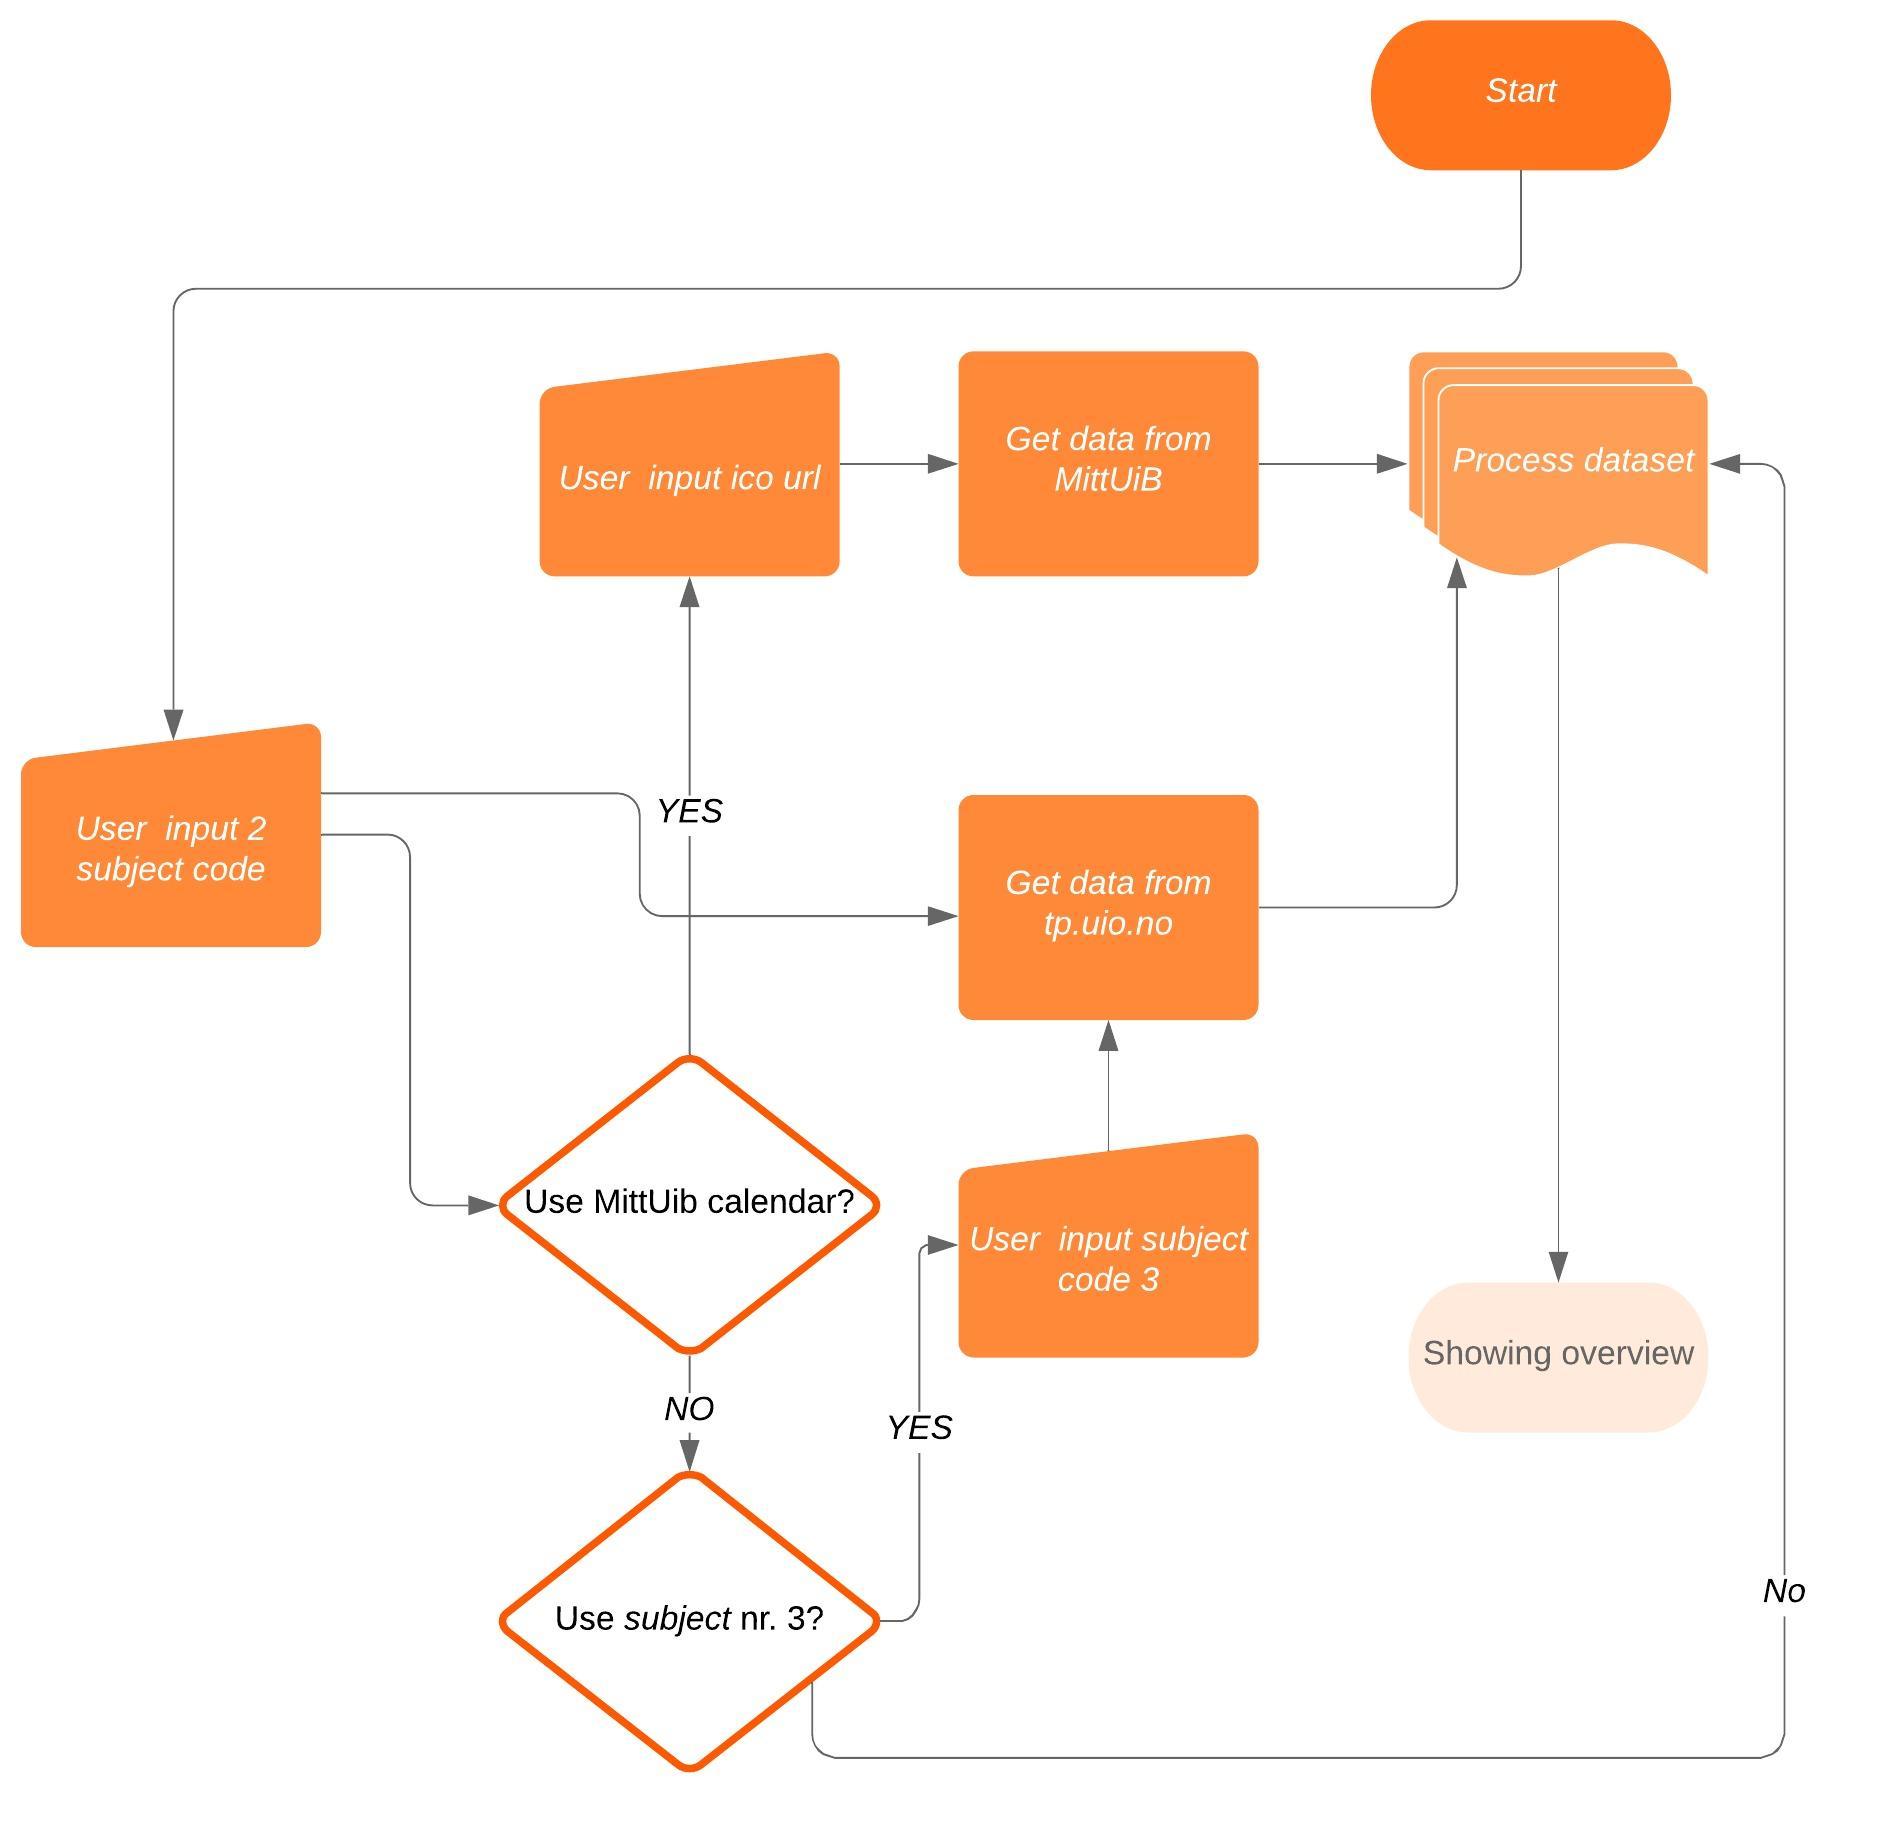 Start
User input ico url
Get data from
MittUiB
Process dataset
YES
User input 2
subject code
Get data from
tp.uio.no
Use MittUib calendar?
User input subject
code 3
Showing overview
NO
YES
No
Use subject nr. 3?